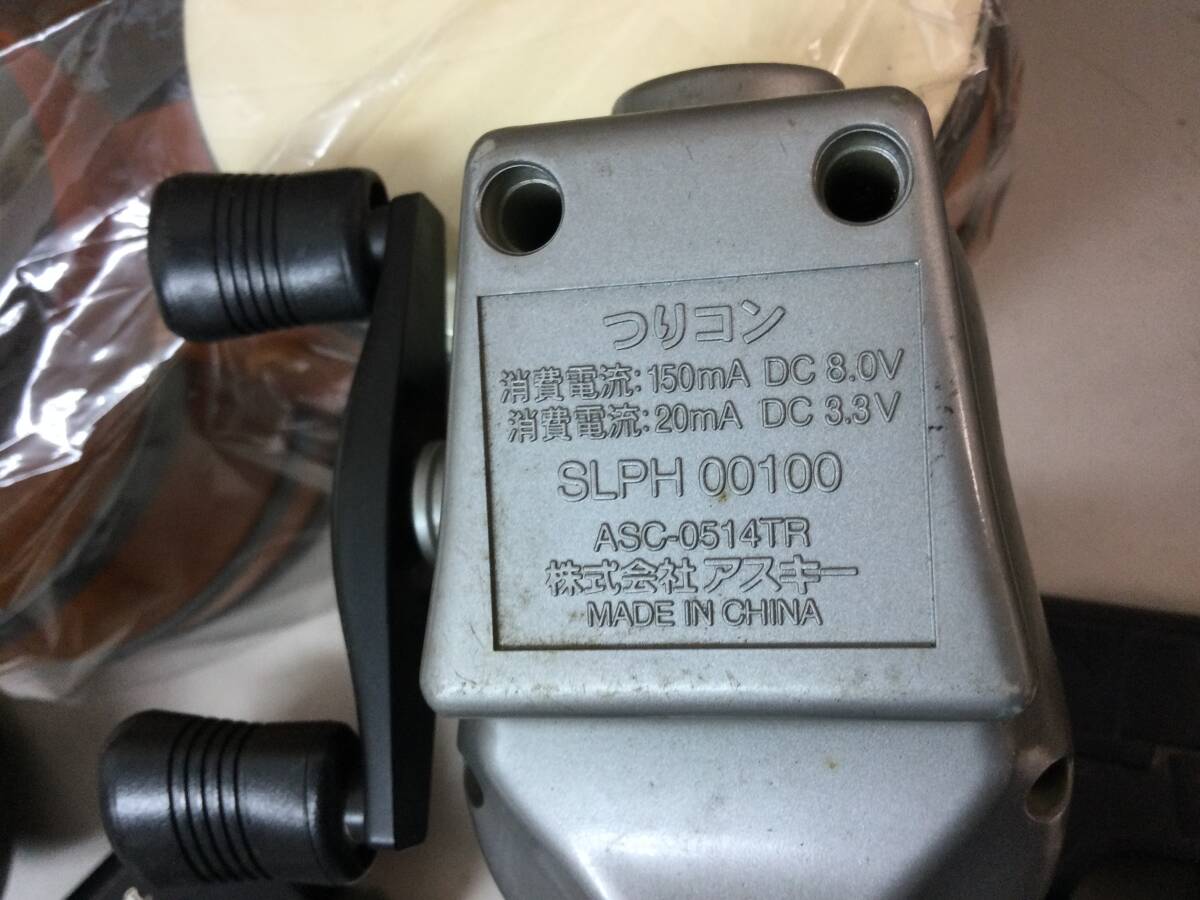 つりコン
消費電流:150mA DC 8.0V
消費電流:20mA DC 3.3V
SLPH 00100
ASC-0514TR
株式会社アスキー
MADE IN CHINA